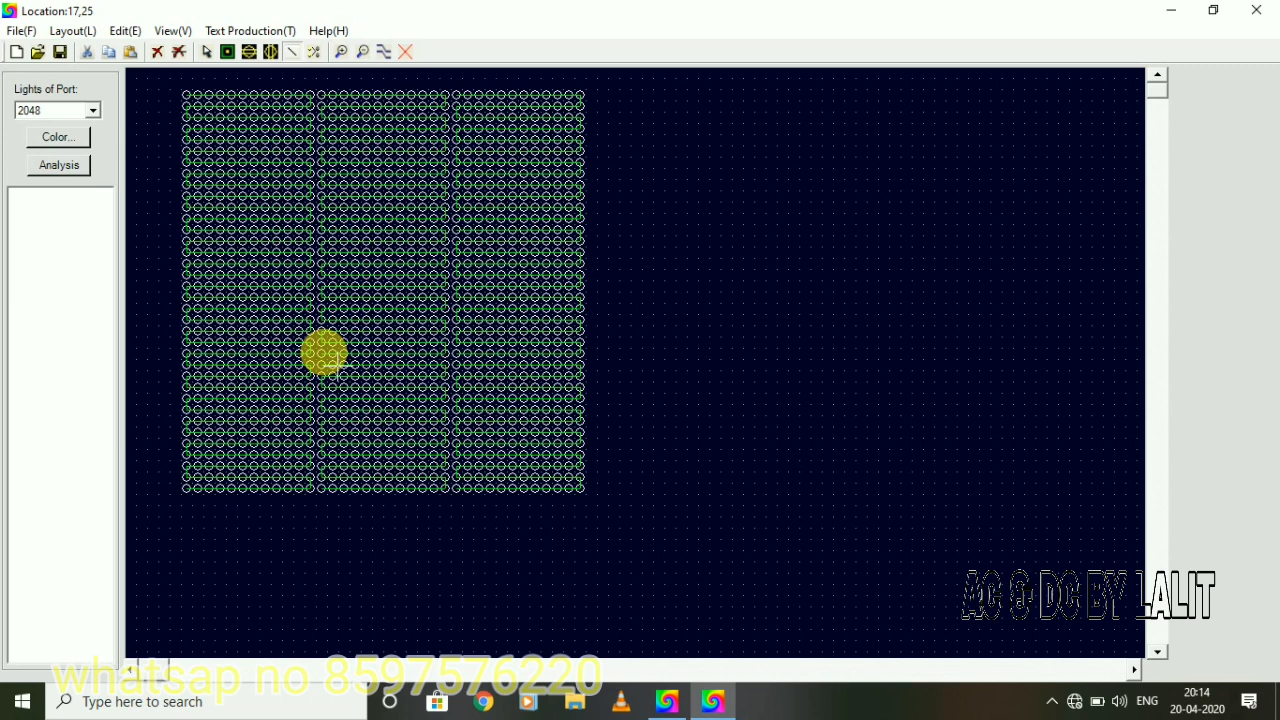 Location:17,25
File(F) Layout(L) Edit(E) View(V) Text Production(T) Help(H)
Lights of Port:
2048
Color...
Analysis
AC & DC BY LALIT
whatsap no 8597576220
Type here to search
ENG
20:14
20-04-2020